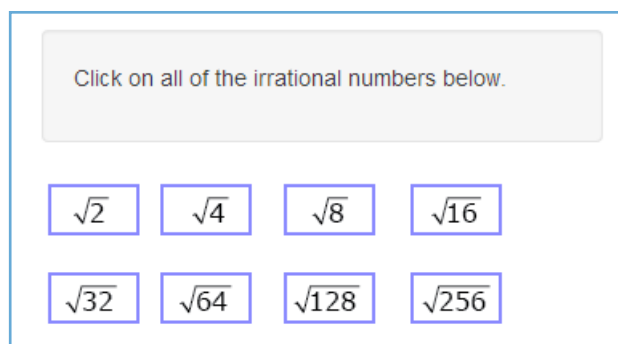 Click on all of the irrational numbers below.
√2 √4 √8 √16
√32 √64 √128 √256